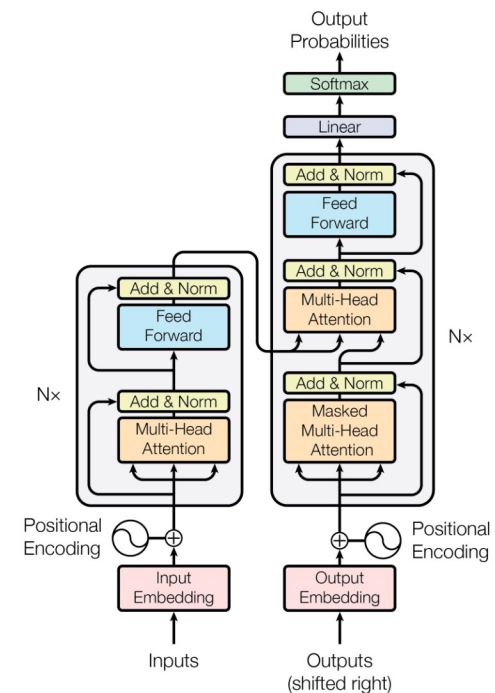 Output
Probabilities
Softmax
Linear
Add & Norm
Feed
Forward
Add & Norm
Multi-Head
Attention
Add & Norm
Masked
Multi-Head
Attention
N×
Add & Norm
Feed
Forward
N×
Add & Norm
Multi-Head
Attention
Positional
Encoding
Positional
Encoding
Input
Embedding
Output
Embedding
Inputs
Outputs
(shifted right)